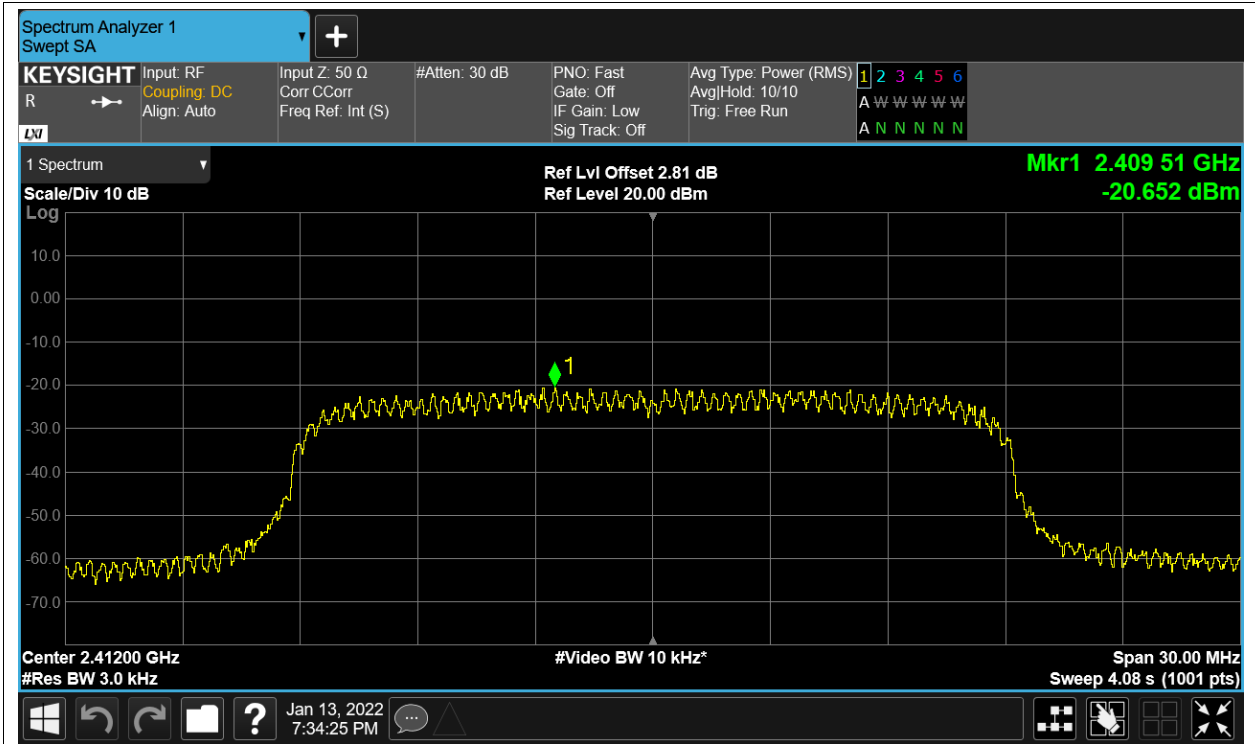 Spectrum Analyzer 1
Swept SA
KEYSIGHT Input: RF Input Z: 50 Ω #Atten: 30 dB PNO: Fast Avg Type: Power (RMS) 1 2 3 4 5 6
R Coupling: DC Corr CCorr Gate: Off Avg|Hold: 10/10 A W W W W W
Align: Auto Freq Ref: Int (S) IF Gain: Low Trig: Free Run
LXI Sig Track: Off A N N N N N
1 Spectrum Ref Lvl Offset 2.81 dB Mkr1 2.409 51 GHz
Scale/Div 10 dB Ref Level 20.00 dBm -20.652 dBm
Log
10.0
0.00
-10.0
1
-20.0
-30.0
-40.0
-50.0
-60.0
-70.0
Center 2.41200 GHz #Video BW 10 kHz* Span 30.00 MHz
#Res BW 3.0 kHz Sweep 4.08 s (1001 pts)
? Jan 13, 2022
7:34:25 PM